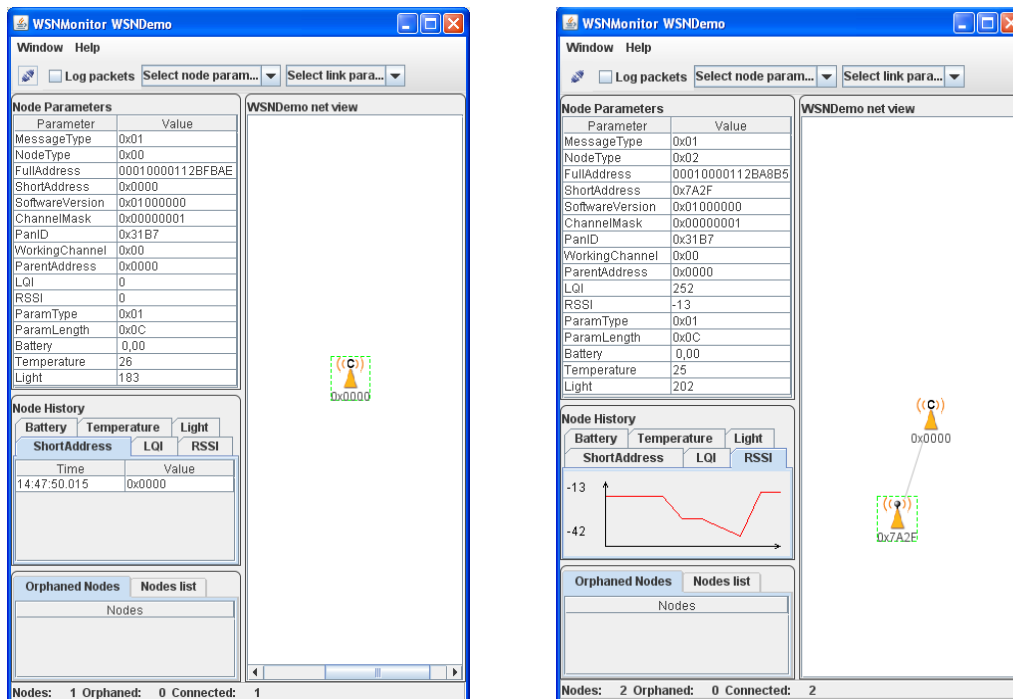 WSNMonitor WSNDemo
Window Help
Log packets Select node param... Select link para...
Node Parameters
Parameter Value
MessageType 0x01
NodeType 0x00
FullAddress 00010000112BFBAE
ShortAddress 0x0000
SoftwareVersion 0x01000000
ChannelMask 0x00000001
PanID 0x31B7
WorkingChannel 0x00
ParentAddress 0x0000
LQI 0
RSSI 0
ParamType 0x01
ParamLength 0x0C
Battery 0,00
Temperature 26
Light 183
WSNDemo net view
C
0x0000
Node History
Battery Temperature Light
ShortAddress LQI RSSI
Time Value
14:47:50.015 0x0000
Orphaned Nodes Nodes list
Nodes
Nodes: 1 Orphaned: 0 Connected: 1
WSNMonitor WSNDemo
Window Help
Log packets Select node param... Select link para...
Node Parameters
Parameter Value
MessageType 0x01
NodeType 0x02
FullAddress 00010000112BA8B5
ShortAddress 0x7A2F
SoftwareVersion 0x01000000
ChannelMask 0x00000001
PanID 0x31B7
WorkingChannel 0x00
ParentAddress 0x0000
LQI 252
RSSI -13
ParamType 0x01
ParamLength 0x0C
Battery 0,00
Temperature 25
Light 202
WSNDemo net view
C
0x0000
0x7A2F
Node History
Battery Temperature Light
ShortAddress LQI RSSI
-13
-42
Orphaned Nodes Nodes list
Nodes
Nodes: 2 Orphaned: 0 Connected: 2